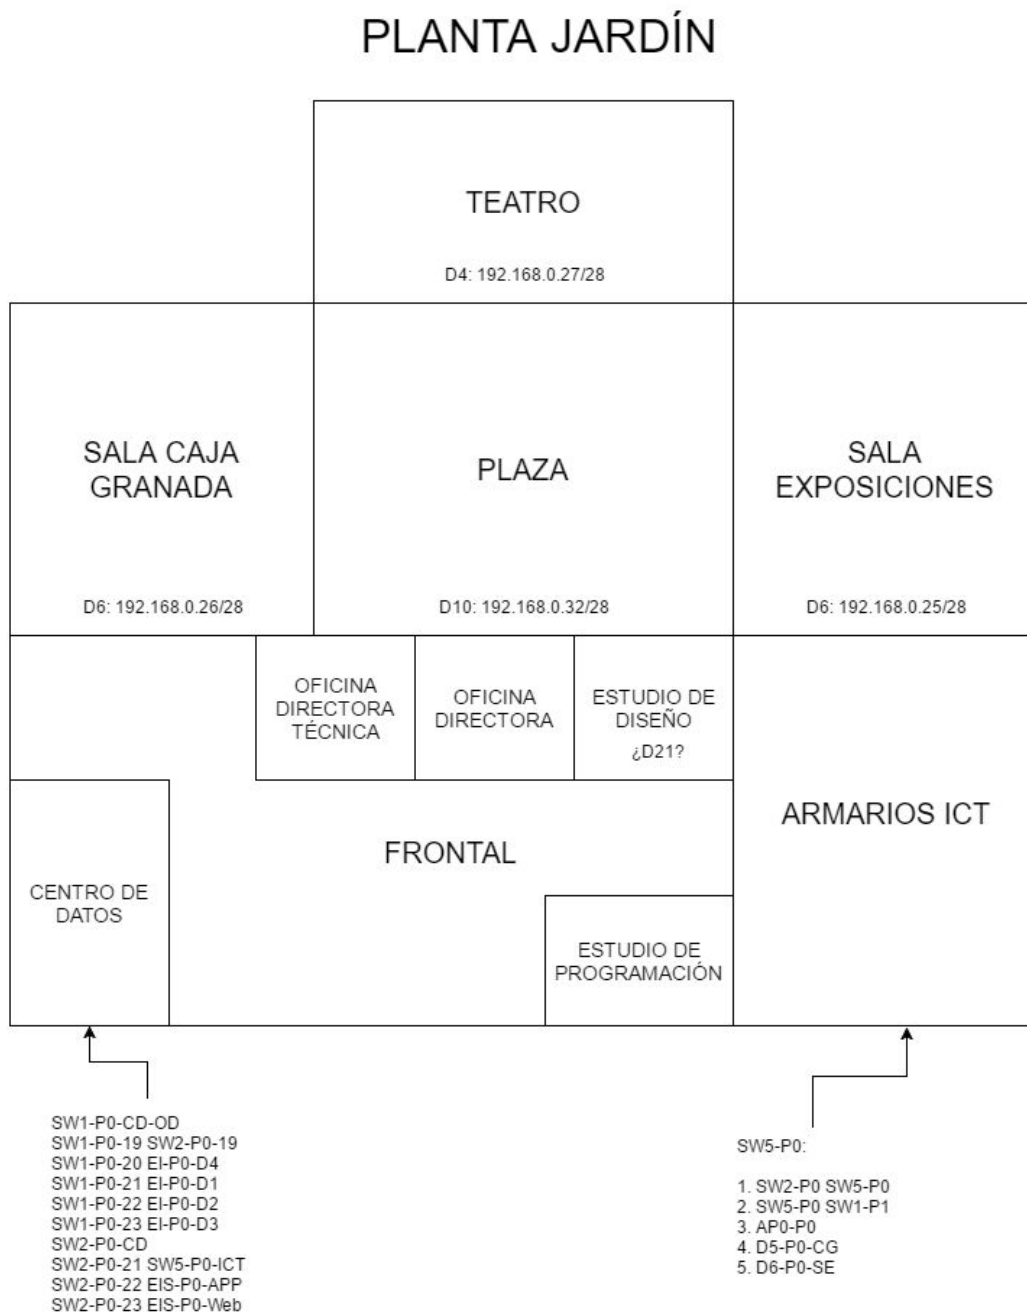 PLANTA JARDÍN
TEATRO
D4: 192.168.0.27/28
SALA CAJA
GRANADA
D6: 192.168.0.26/28
PLAZA
D10: 192.168.0.32/28
SALA
EXPOSICIONES
D6: 192.168.0.25/28
OFICINA
DIRECTORA
TÉCNICA
OFICINA
DIRECTORA
ESTUDIO DE
DISEÑO
¿D21?
ARMARIOS ICT
FRONTAL
CENTRO DE
DATOS
ESTUDIO DE
PROGRAMACIÓN
SW1-P0-CD-OD
SW1-P0-19 SW2-P0-19
SW1-P0-20 EI-P0-D4
SW1-P0-21 EI-P0-D1
SW1-P0-22 EI-P0-D2
SW1-P0-23 EI-P0-D3
SW2-P0-CD
SW2-P0-21 SW5-P0-ICT
SW2-P0-22 EIS-P0-APP
SW2-P0-23 EIS-P0-Web
SW5-P0:
1. SW2-P0 SW5-P0
2. SW5-P0 SW1-P1
3. AP0-P0
4. D5-P0-CG
5. D6-P0-SE